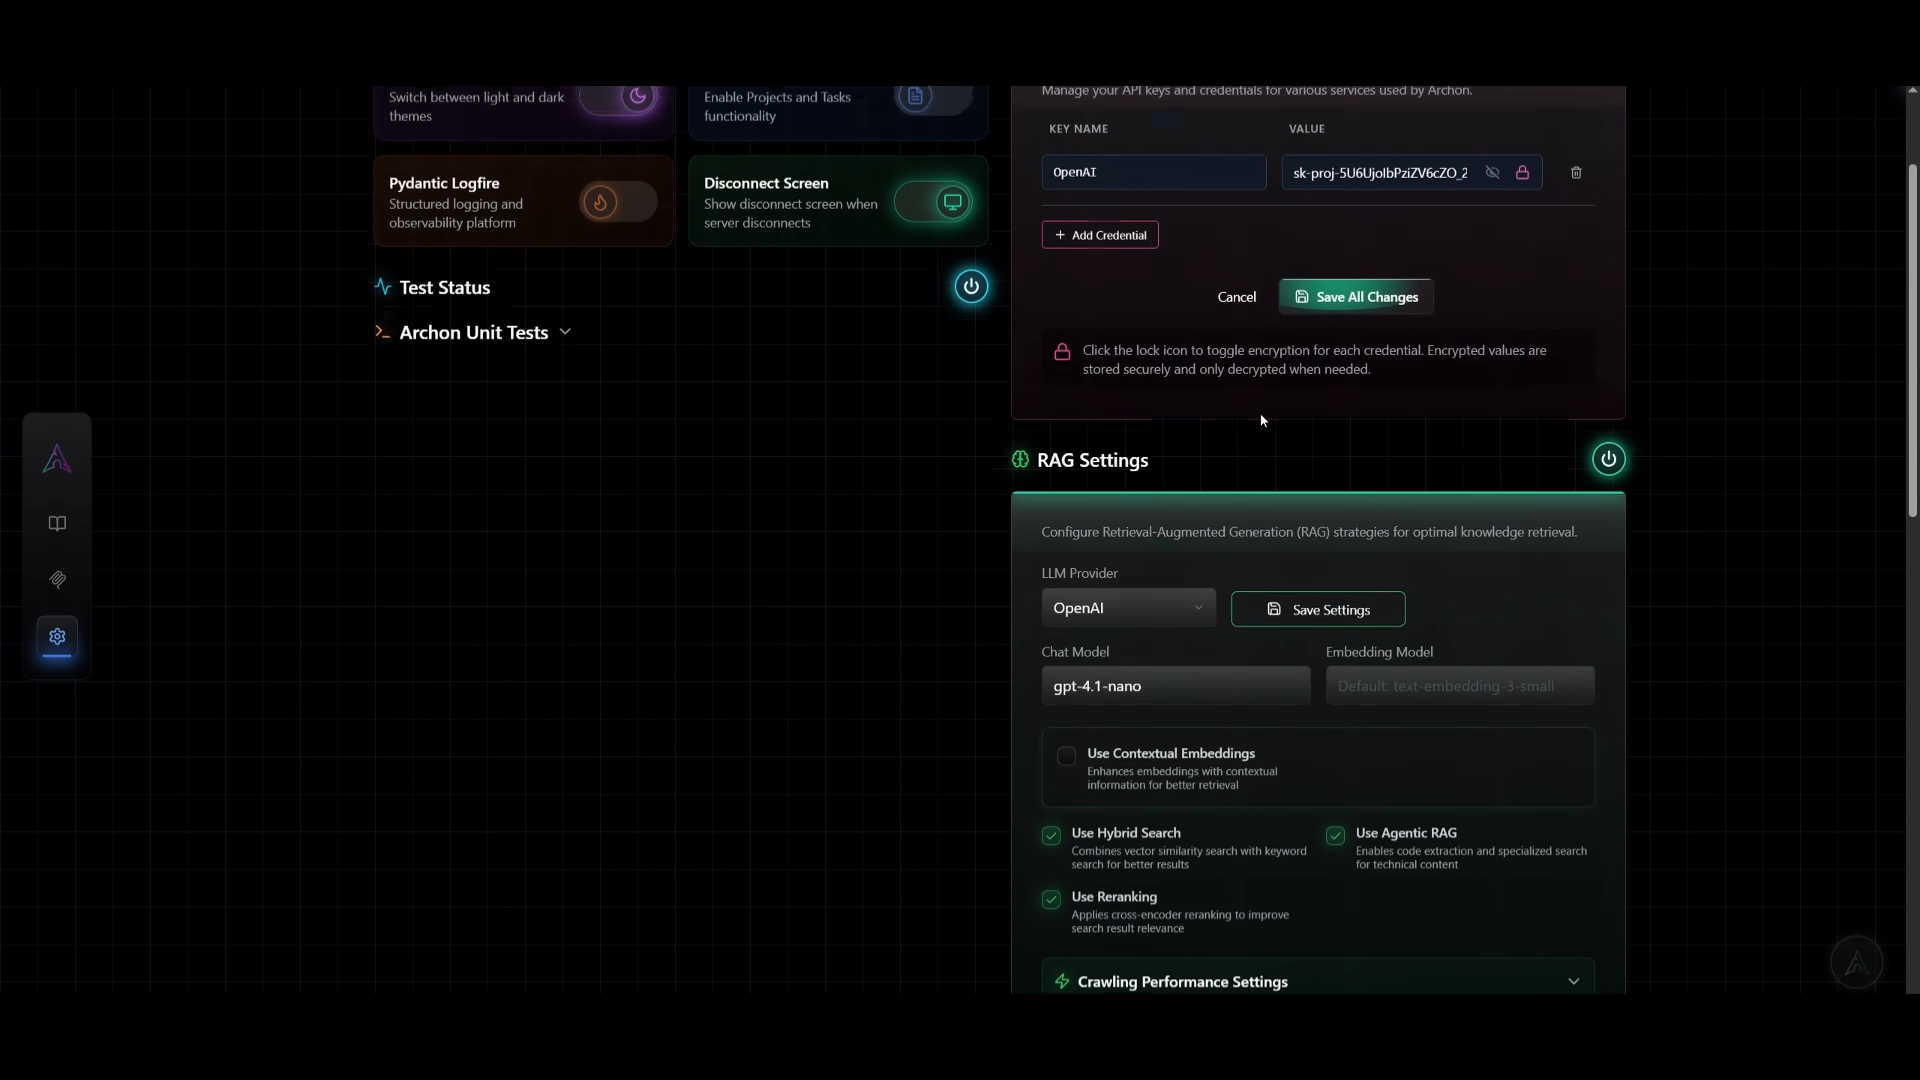 Switch between light and dark
themes
Enable Projects and Tasks
functionality
Pydantic Logfire
Structured logging and
observability platform
Disconnect Screen
Show disconnect screen when
server disconnects
Test Status
Archon Unit Tests
Manage your API keys and credentials for various services used by Archon.
KEY NAME VALUE
OpenAI sk-proj-5U6UjolbPziZV6cZO_2
+ Add Credential
Cancel Save All Changes
Click the lock icon to toggle encryption for each credential. Encrypted values are
stored securely and only decrypted when needed.
RAG Settings
Configure Retrieval-Augmented Generation (RAG) strategies for optimal knowledge retrieval.
LLM Provider
OpenAI Save Settings
Chat Model Embedding Model
gpt-4.1-nano Default: text-embedding-3-small
Use Contextual Embeddings
Enhances embeddings with contextual
information for better retrieval
Use Hybrid Search
Combines vector similarity search with keyword
search for better results
Use Agentic RAG
Enables code extraction and specialized search
for technical content
Use Reranking
Applies cross-encoder reranking to improve
search result relevance
Crawling Performance Settings